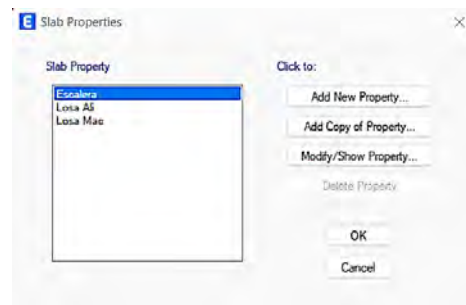 E Slab Properties
Slab Property
Escalera
Losa Ali
Losa Mac
Click to:
Add New Property...
Add Copy of Property...
Modify/Show Property...
Delete Property
OK
Cancel